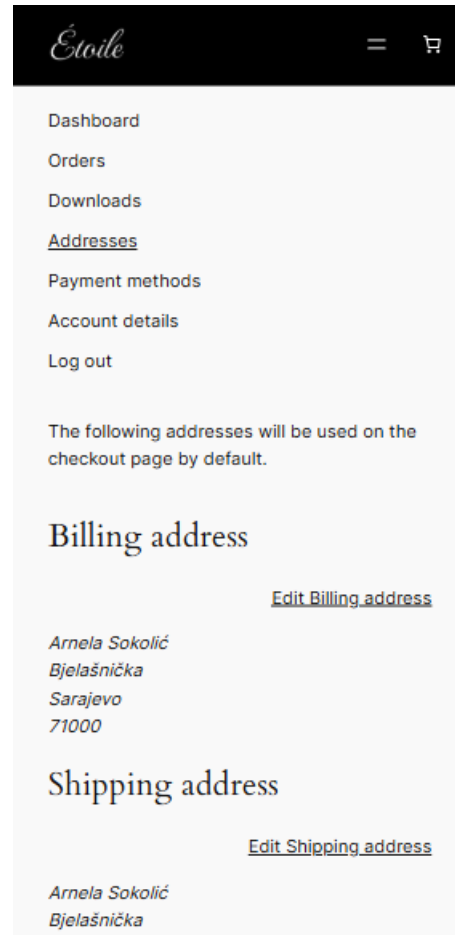 Étoile
Dashboard
Orders
Downloads
Addresses
Payment methods
Account details
Log out
The following addresses will be used on the
checkout page by default.
Billing address
Edit Billing address
Arnela Sokolić
Bjelašnička
Sarajevo
71000
Shipping address
Edit Shipping address
Arnela Sokolić
Bjelašnička